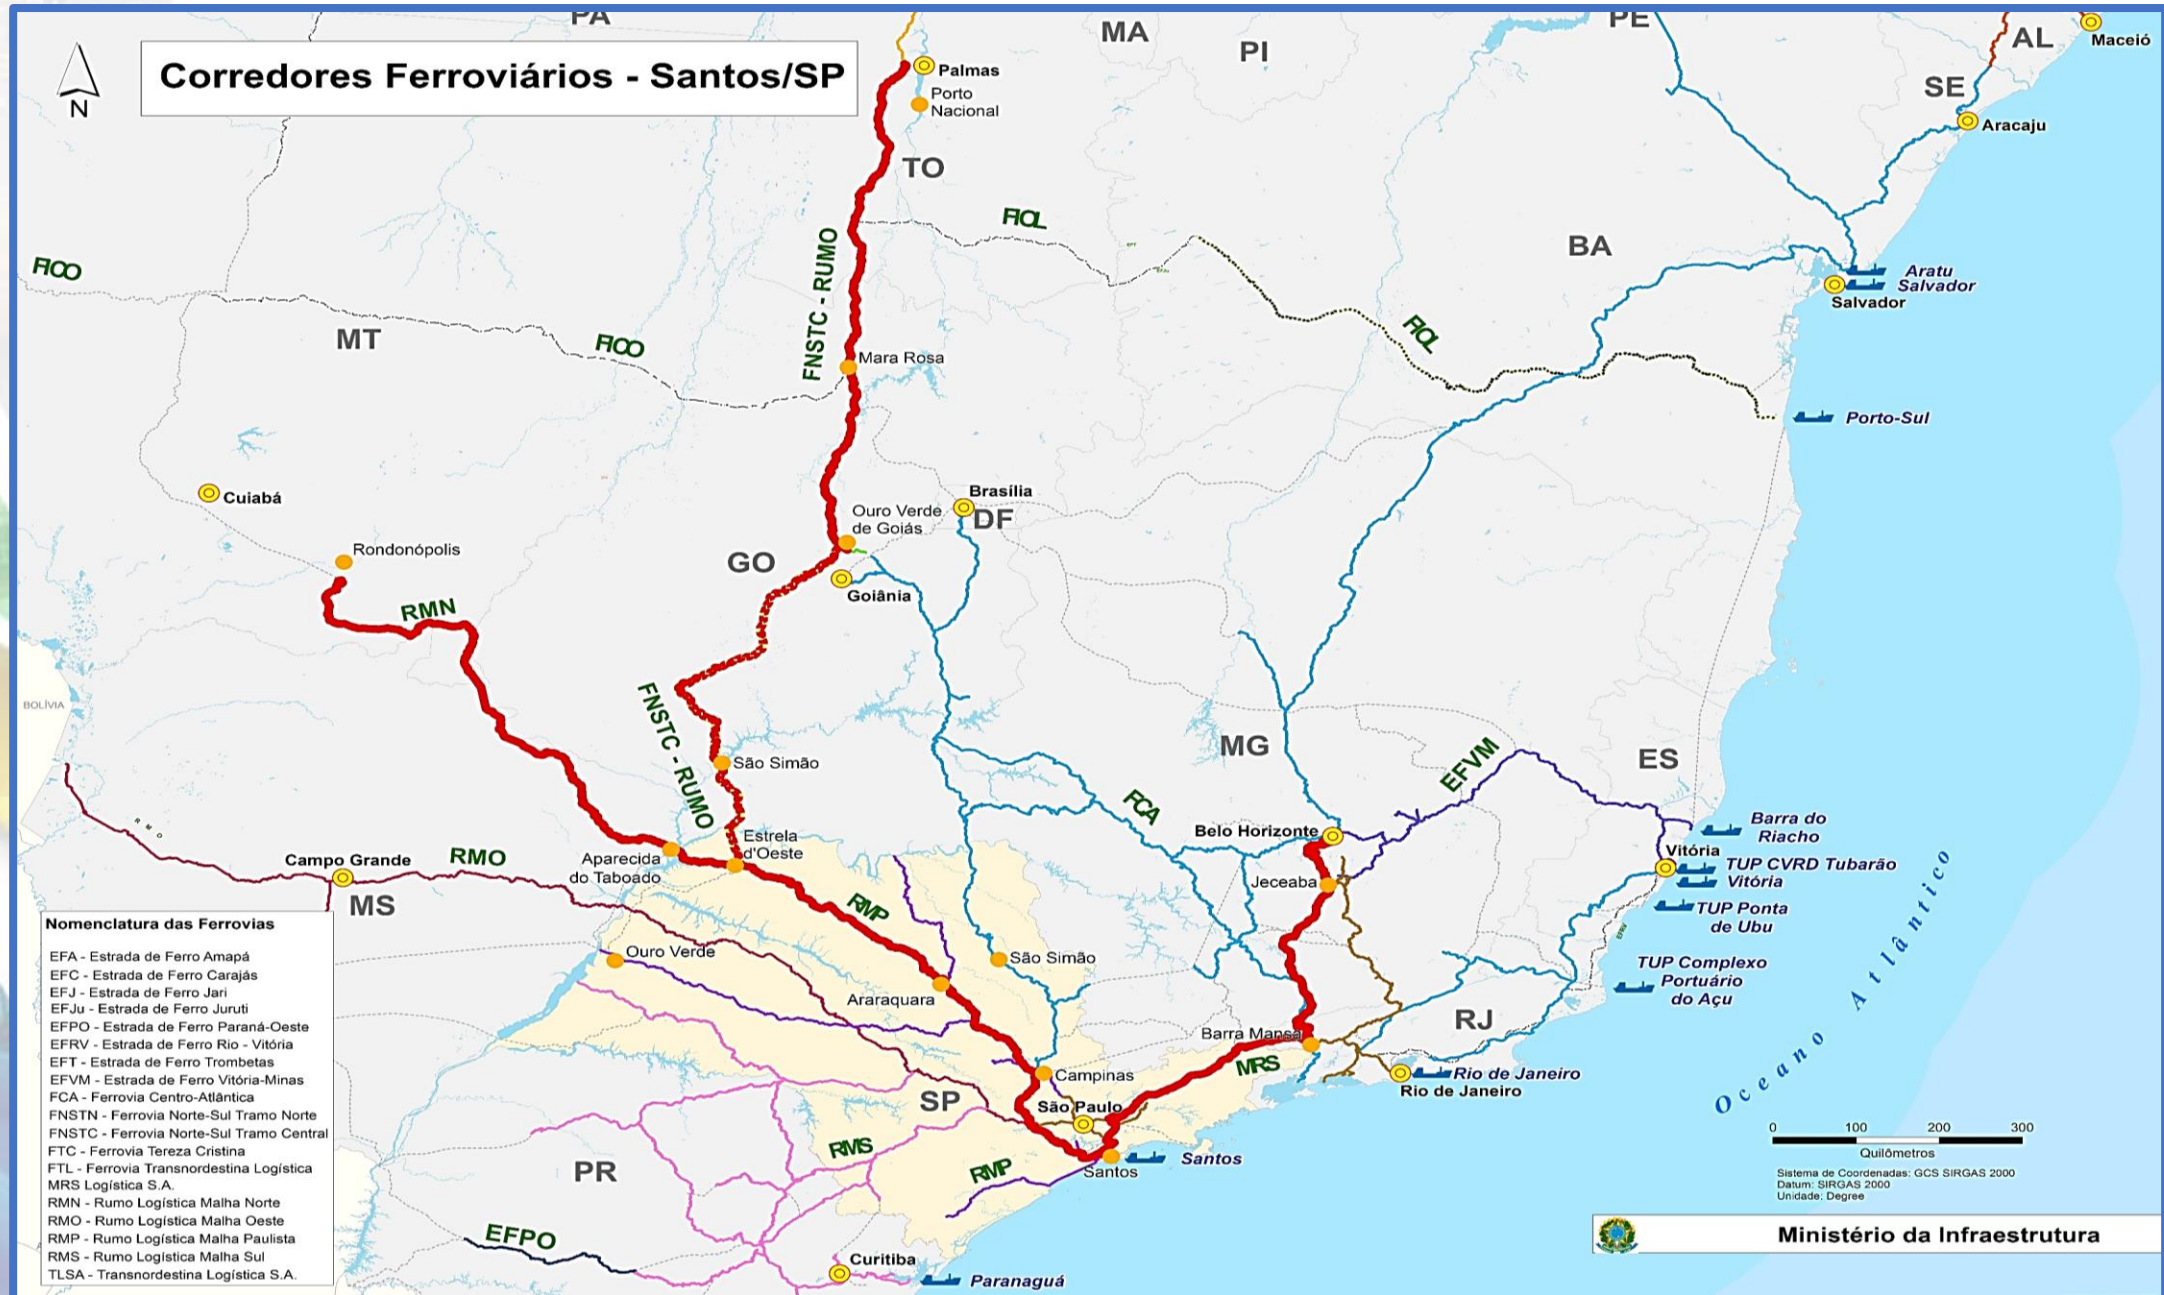 PA
MA
PI
PE
AL
Maceió
N
Corredores Ferroviários - Santos/SP
Palmas
Porto
Nacional
SE
Aracaju
TO
FIOL
FNSTC - RUMO
BA
FICO
Aratu
Salvador
Salvador
MT
FICO
FIOL
Mara Rosa
Porto-Sul
Cuiabá
Brasília
DF
Ouro Verde
de Goiás
Rondonópolis
GO
Goiânia
RMN
BOLÍVIA
FNSTC - RUMO
São Simão
MG
EFVM
ES
FCA
Belo Horizonte
Barra do
Riacho
Vitória
TUP CVRD Tubarão
Vitória
TUP Ponta
de Ubu
EFRV
TUP Complexo
Portuário
do Açu
R M O
Campo Grande
RMO
MS
Aparecida
do Taboado
Estrela
d'Oeste
Jeceaba
RMP
Ouro Verde
São Simão
Araraquara
Barra Mansa
RJ
MRS
Campinas
Rio de Janeiro
Rio de Janeiro
SP
São Paulo
Santos
Santos
RMS
RMP
PR
EFPO
Curitiba
Paranaguá
Oceano Atlântico
Nomenclatura das Ferrovias
EFA - Estrada de Ferro Amapá
EFC - Estrada de Ferro Carajás
EFJ - Estrada de Ferro Jari
EFJu - Estrada de Ferro Juruti
EFPO - Estrada de Ferro Paraná-Oeste
EFRV - Estrada de Ferro Rio - Vitória
EFT - Estrada de Ferro Trombetas
EFVM - Estrada de Ferro Vitória-Minas
FCA - Ferrovia Centro-Atlântica
FNSTN - Ferrovia Norte-Sul Tramo Norte
FNSTC - Ferrovia Norte-Sul Tramo Central
FTC - Ferrovia Tereza Cristina
FTL - Ferrovia Transnordestina Logística
MRS Logística S.A.
RMN - Rumo Logística Malha Norte
RMO - Rumo Logística Malha Oeste
RMP - Rumo Logística Malha Paulista
RMS - Rumo Logística Malha Sul
TLSA - Transnordestina Logística S.A.
0 100 200 300
Quilômetros
Sistema de Coordenadas: GCS SIRGAS 2000
Datum: SIRGAS 2000
Unidade: Degree
Ministério da Infraestrutura